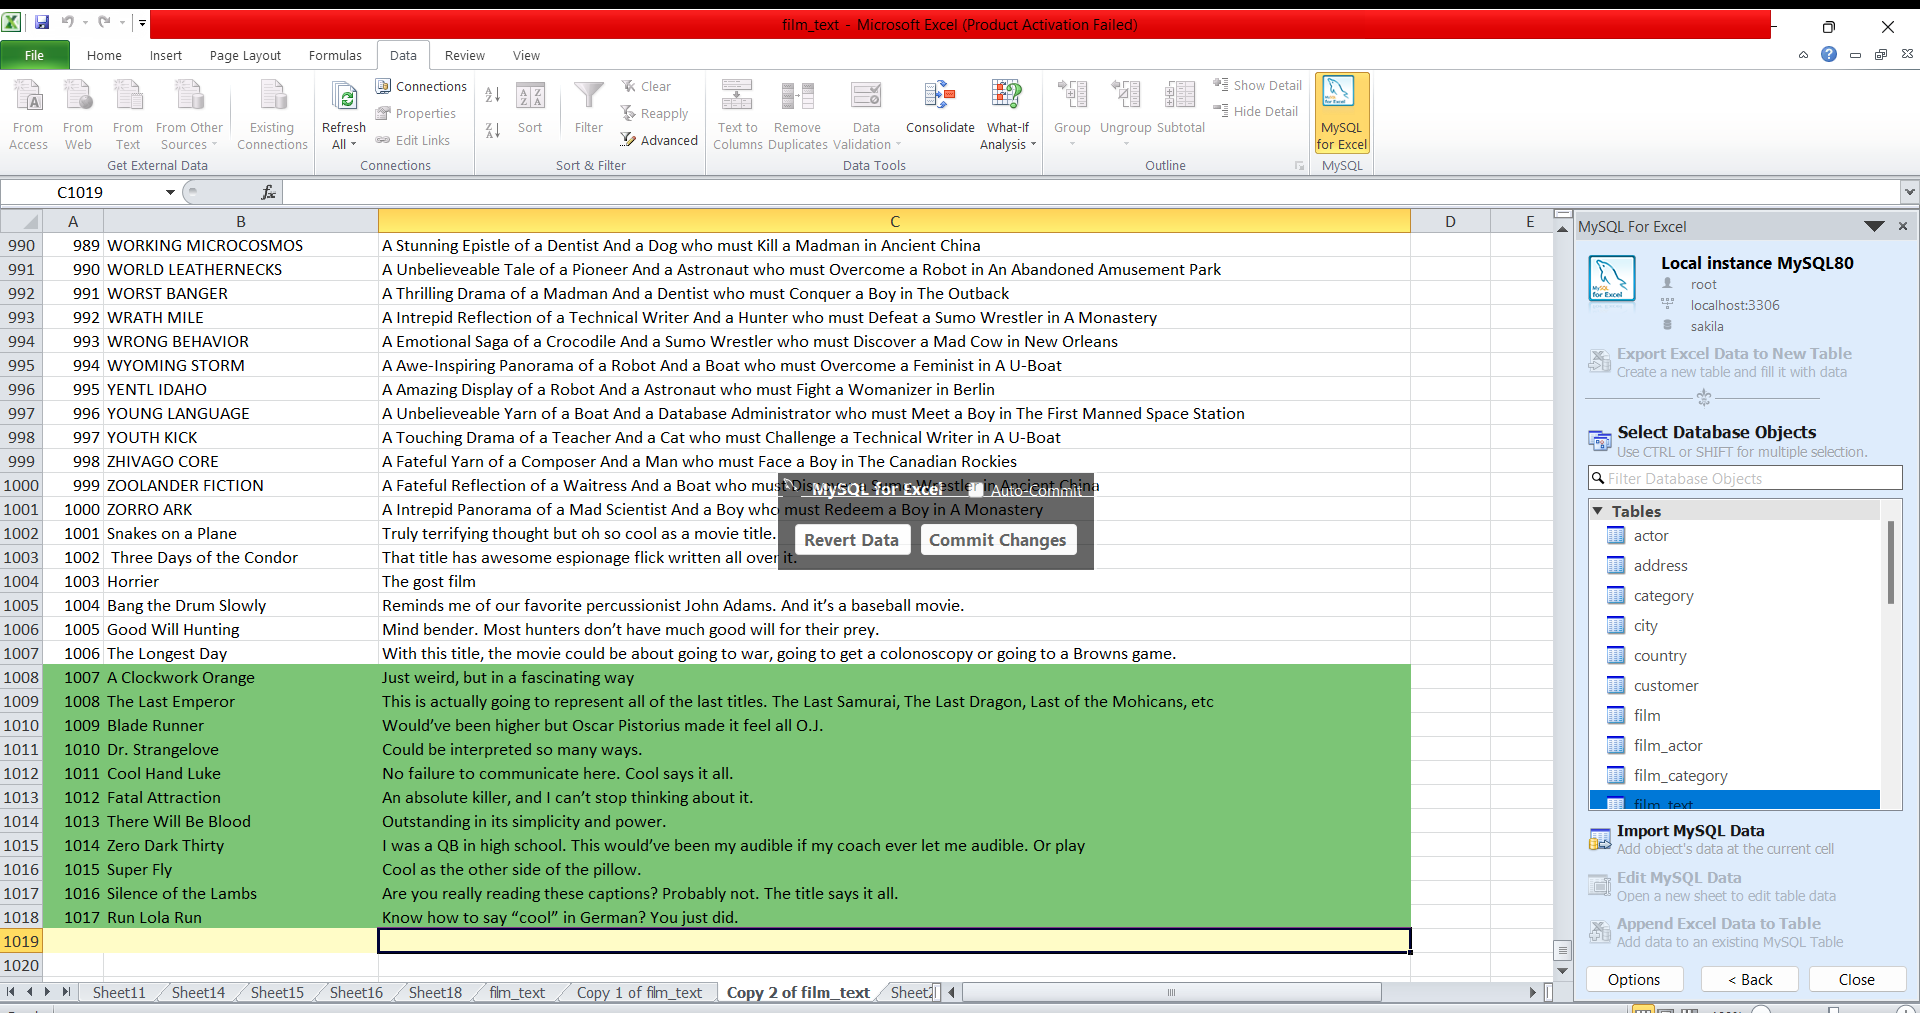 film_text - Microsoft Excel (Product Activation Failed)
File Home Insert Page Layout Formulas Data Review View
From Access
From Web
From Text
From Other Sources
Existing Connections
Get External Data
Refresh All
Connections
Properties
Edit Links
Connections
Sort
Filter
Clear
Reapply
Advanced
Sort & Filter
Text to Columns
Remove Duplicates
Data Validation
Consolidate
What-If Analysis
Data Tools
Group
Ungroup
Subtotal
Show Detail
Hide Detail
Outline
MySQL for Excel
MySQL
C1019 fx
A B C D E
990 989 WORKING MICROCOSMOS A Stunning Epistle of a Dentist And a Dog who must Kill a Madman in Ancient China
991 990 WORLD LEATHERNECKS A Unbelieveable Tale of a Pioneer And a Astronaut who must Overcome a Robot in An Abandoned Amusement Park
992 991 WORST BANGER A Thrilling Drama of a Madman And a Dentist who must Conquer a Boy in The Outback
993 992 WRATH MILE A Intrepid Reflection of a Technical Writer And a Hunter who must Defeat a Sumo Wrestler in A Monastery
994 993 WRONG BEHAVIOR A Emotional Saga of a Crocodile And a Sumo Wrestler who must Discover a Mad Cow in New Orleans
995 994 WYOMING STORM A Awe-Inspiring Panorama of a Robot And a Boat who must Overcome a Feminist in A U-Boat
996 995 YENTL IDAHO A Amazing Display of a Robot And a Astronaut who must Fight a Womanizer in Berlin
997 996 YOUNG LANGUAGE A Unbelieveable Yarn of a Boat And a Database Administrator who must Meet a Boy in The First Manned Space Station
998 997 YOUTH KICK A Touching Drama of a Teacher And a Cat who must Challenge a Technical Writer in A U-Boat
999 998 ZHIVAGO CORE A Fateful Yarn of a Composer And a Man who must Face a Boy in The Canadian Rockies
1000 999 ZOOLANDER FICTION A Fateful Reflection of a Waitress And a Boat who must Discover a Sumo Wrestler in Ancient China
1001 1000 ZORRO ARK A Intrepid Panorama of a Mad Scientist And a Boy who must Redeem a Boy in A Monastery
1002 1001 Snakes on a Plane Truly terrifying thought but oh so cool as a movie title.
1003 1002 Three Days of the Condor That title has awesome espionage flick written all over it.
1004 1003 Horrier The gost film
1005 1004 Bang the Drum Slowly Reminds me of our favorite percussionist John Adams. And it’s a baseball movie.
1006 1005 Good Will Hunting Mind bender. Most hunters don’t have much good will for their prey.
1007 1006 The Longest Day With this title, the movie could be about going to war, going to get a colonoscopy or going to a Browns game.
1008 1007 A Clockwork Orange Just weird, but in a fascinating way
1009 1008 The Last Emperor This is actually going to represent all of the last titles. The Last Samurai, The Last Dragon, Last of the Mohicans, etc
1010 1009 Blade Runner Would’ve been higher but Oscar Pistorius made it feel all O.J.
1011 1010 Dr. Strangelove Could be interpreted so many ways.
1012 1011 Cool Hand Luke No failure to communicate here. Cool says it all.
1013 1012 Fatal Attraction An absolute killer, and I can’t stop thinking about it.
1014 1013 There Will Be Blood Outstanding in its simplicity and power.
1015 1014 Zero Dark Thirty I was a QB in high school. This would’ve been my audible if my coach ever let me audible. Or play
1016 1015 Super Fly Cool as the other side of the pillow.
1017 1016 Silence of the Lambs Are you really reading these captions? Probably not. The title says it all.
1018 1017 Run Lola Run Know how to say “cool” in German? You just did.
1019
1020
MySQL for Excel Auto-Commit
Revert Data Commit Changes
Sheet11 Sheet14 Sheet15 Sheet16 Sheet18 film_text Copy 1 of film_text Copy 2 of film_text
MySQL For Excel
Local instance MySQL80
root
localhost:3306
sakila
Export Excel Data to New Table
Create a new table and fill it with data
Select Database Objects
Use CTRL or SHIFT for multiple selection.
Filter Database Objects
Tables
actor
address
category
city
country
customer
film
film_actor
film_category
film_text
Import MySQL Data
Add object's data at the current cell
Edit MySQL Data
Open a new sheet to edit table data
Append Excel Data to Table
Add data to an existing MySQL Table
Options < Back Close